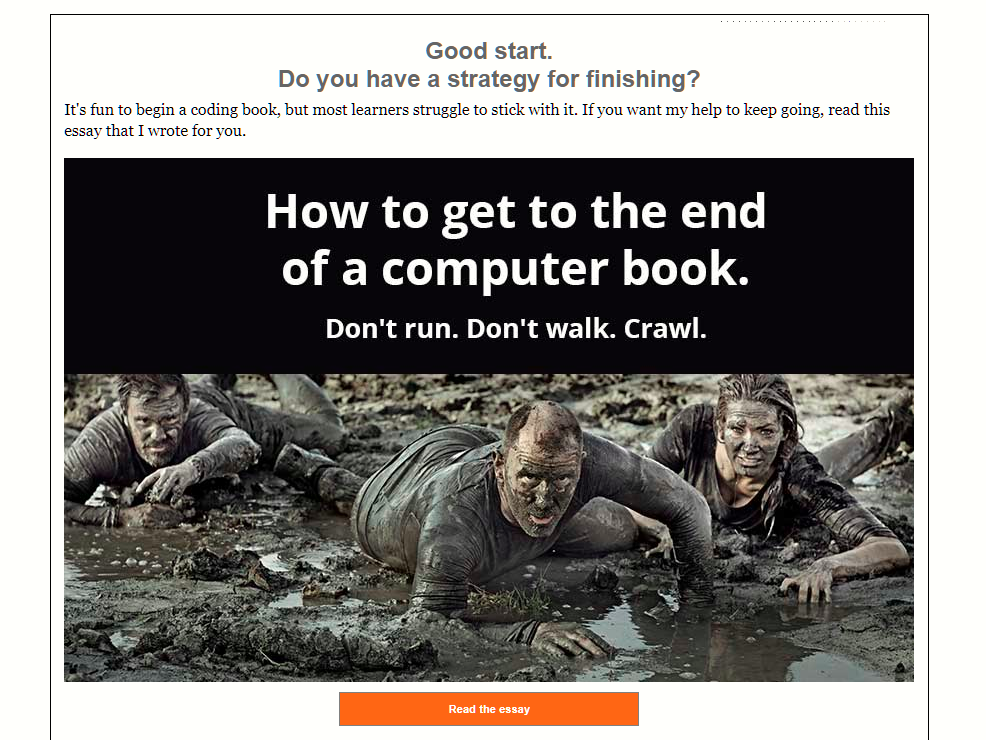 Good start.
Do you have a strategy for finishing?
It's fun to begin a coding book, but most learners struggle to stick with it. If you want my help to keep going, read this
essay that I wrote for you.
How to get to the end
of a computer book.
Don't run. Don't walk. Crawl.
Read the essay